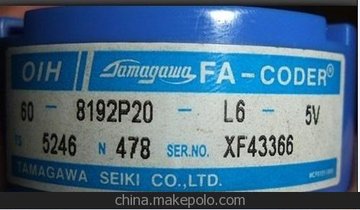 OIH Tamagawa FA-CODER®
60 - 8192P20 - L6 - 5V
TS 5246 N 478 SER.NO. XF43366
TAMAGAWA SEIKI CO.,LTD.
china.makepolo.com